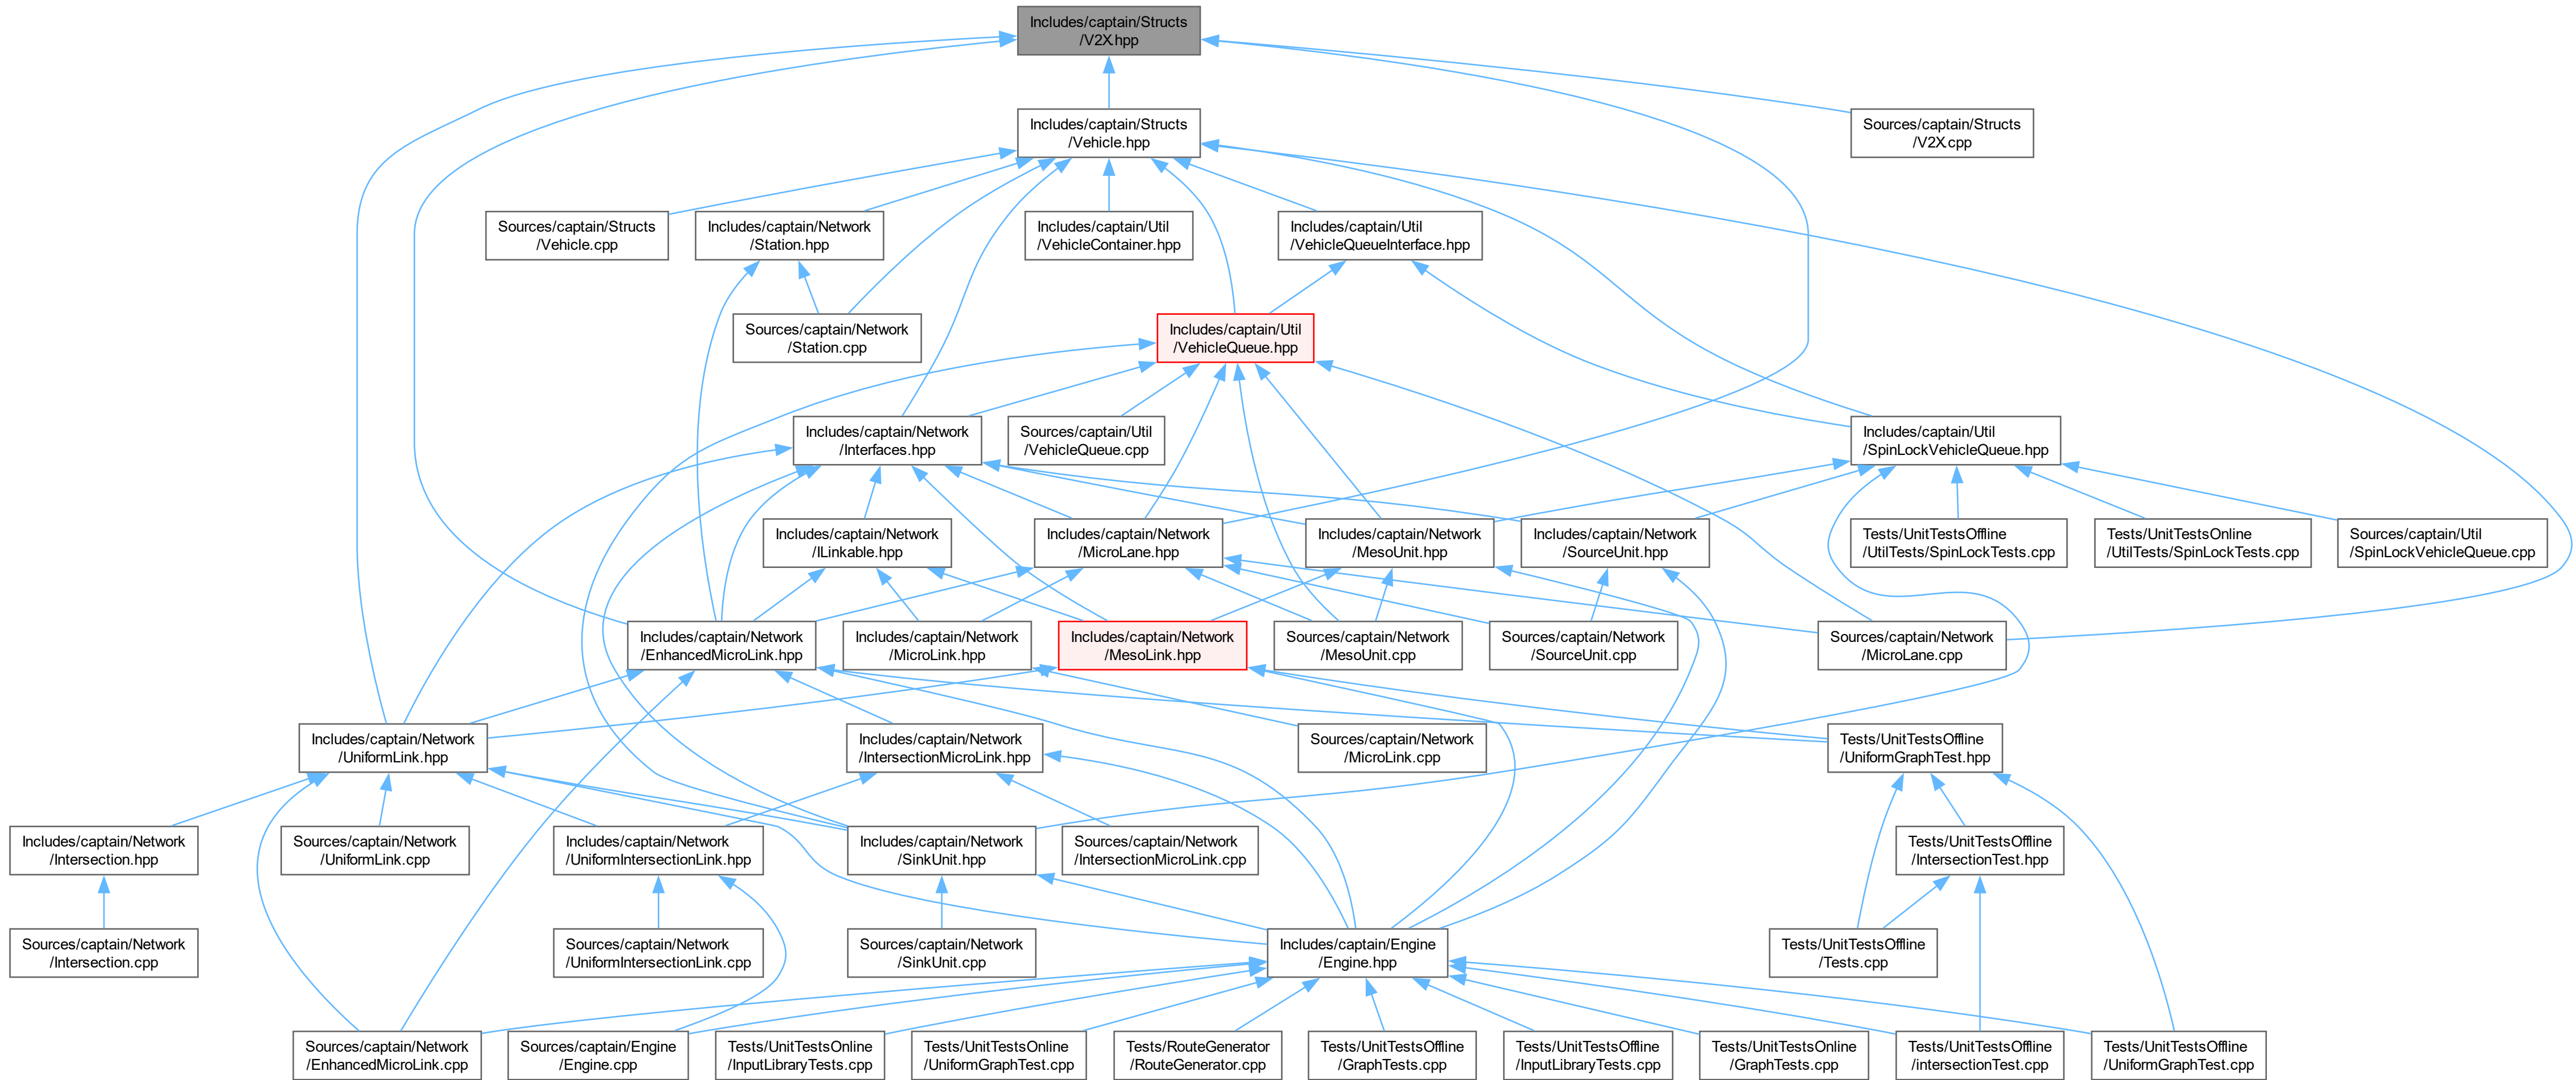 Includes/captain/Structs
/V2X.hpp
Includes/captain/Structs
/Vehicle.hpp
Sources/captain/Structs
/V2X.cpp
Sources/captain/Structs
/Vehicle.cpp
Includes/captain/Network
/Station.hpp
Includes/captain/Util
/VehicleContainer.hpp
Includes/captain/Util
/VehicleQueueInterface.hpp
Sources/captain/Network
/Station.cpp
Includes/captain/Util
/VehicleQueue.hpp
Includes/captain/Network
/Interfaces.hpp
Sources/captain/Util
/VehicleQueue.cpp
Includes/captain/Util
/SpinLockVehicleQueue.hpp
Includes/captain/Network
/ILinkable.hpp
Includes/captain/Network
/MicroLane.hpp
Includes/captain/Network
/MesoUnit.hpp
Includes/captain/Network
/SourceUnit.hpp
Tests/UnitTestsOffline
/UtilTests/SpinLockTests.cpp
Tests/UnitTestsOnline
/UtilTests/SpinLockTests.cpp
Sources/captain/Util
/SpinLockVehicleQueue.cpp
Includes/captain/Network
/EnhancedMicroLink.hpp
Includes/captain/Network
/MicroLink.hpp
Includes/captain/Network
/MesoLink.hpp
Sources/captain/Network
/MesoUnit.cpp
Sources/captain/Network
/SourceUnit.cpp
Sources/captain/Network
/MicroLane.cpp
Includes/captain/Network
/UniformLink.hpp
Includes/captain/Network
/IntersectionMicroLink.hpp
Sources/captain/Network
/MicroLink.cpp
Tests/UnitTestsOffline
/UniformGraphTest.hpp
Includes/captain/Network
/Intersection.hpp
Sources/captain/Network
/UniformLink.cpp
Includes/captain/Network
/UniformIntersectionLink.hpp
Includes/captain/Network
/SinkUnit.hpp
Sources/captain/Network
/IntersectionMicroLink.cpp
Tests/UnitTestsOffline
/IntersectionTest.hpp
Sources/captain/Network
/Intersection.cpp
Sources/captain/Network
/UniformIntersectionLink.cpp
Sources/captain/Network
/SinkUnit.cpp
Includes/captain/Engine
/Engine.hpp
Tests/UnitTestsOffline
/Tests.cpp
Sources/captain/Network
/EnhancedMicroLink.cpp
Sources/captain/Engine
/Engine.cpp
Tests/UnitTestsOnline
/InputLibraryTests.cpp
Tests/UnitTestsOnline
/UniformGraphTest.cpp
Tests/RouteGenerator
/RouteGenerator.cpp
Tests/UnitTestsOffline
/GraphTests.cpp
Tests/UnitTestsOffline
/InputLibraryTests.cpp
Tests/UnitTestsOnline
/GraphTests.cpp
Tests/UnitTestsOffline
/intersectionTest.cpp
Tests/UnitTestsOffline
/UniformGraphTest.cpp